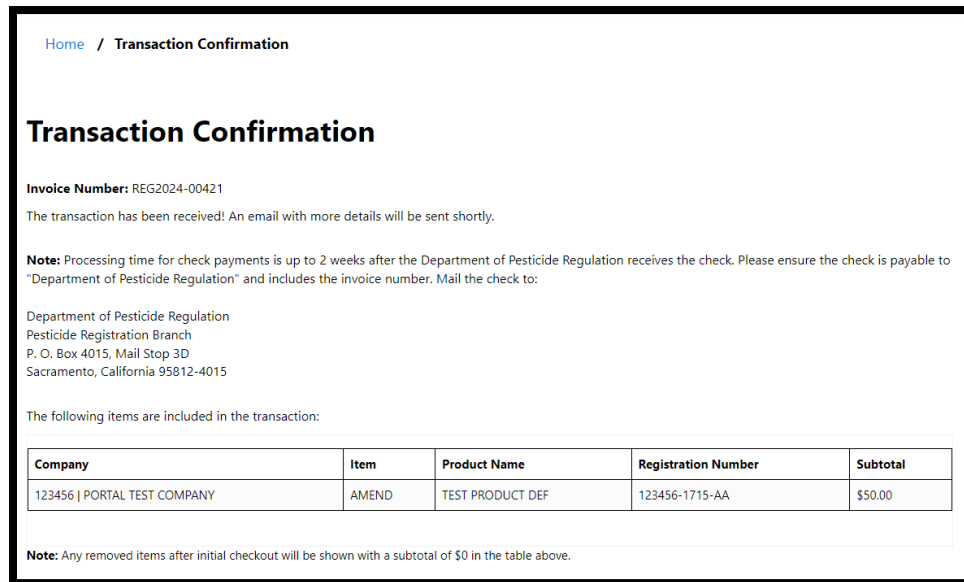 Home / Transaction Confirmation
Transaction Confirmation
Invoice Number: REG2024-00421
The transaction has been received! An email with more details will be sent shortly.
Note: Processing time for check payments is up to 2 weeks after the Department of Pesticide Regulation receives the check. Please ensure the check is payable to
"Department of Pesticide Regulation" and includes the invoice number. Mail the check to:
Department of Pesticide Regulation
Pesticide Registration Branch
P. O. Box 4015, Mail Stop 3D
Sacramento, California 95812-4015
The following items are included in the transaction:
Company Item Product Name Registration Number Subtotal
123456 | PORTAL TEST COMPANY AMEND TEST PRODUCT DEF 123456-1715-AA $50.00
Note: Any removed items after initial checkout will be shown with a subtotal of $0 in the table above.